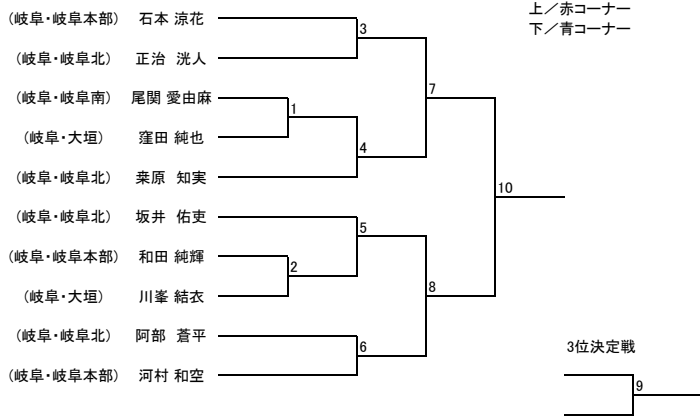 上／赤コーナー
下／青コーナー
(岐阜・岐阜本部) 石本 涼花
(岐阜・岐阜北) 正治 洸人
(岐阜・岐阜南) 尾関 愛由麻
(岐阜・大垣) 窪田 純也
(岐阜・岐阜北) 桒原 知実
(岐阜・岐阜北) 坂井 佑吏
(岐阜・岐阜本部) 和田 純輝
(岐阜・大垣) 川峯 結衣
(岐阜・岐阜北) 阿部 蒼平
(岐阜・岐阜本部) 河村 和空
3
1
7
4
10
5
2
8
6
3位決定戦
9